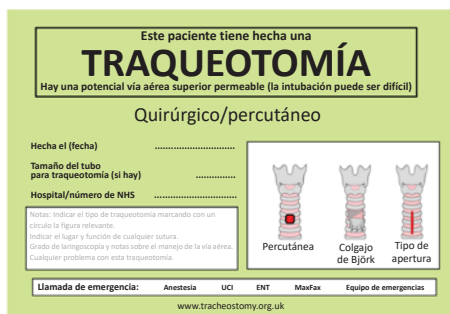 Este paciente tiene hecha una
TRAQUEOTOMÍA
Hay una potencial vía aérea superior permeable (la intubación puede ser difícil)
Quirúrgico/percutáneo
Hecha el (fecha) ..............................
Tamaño del tubo
para traqueotomía (si hay) ...............
Hospital/número de NHS ..............................
Notas: Indicar el tipo de traqueotomía marcando con un
círculo la figura relevante.
Indicar el lugar y función de cualquier sutura.
Grado de laringoscopia y notas sobre el manejo de la vía aérea.
Cualquier problema con esta traqueotomía.
Percutánea
Colgajo
de Björk
Tipo de
apertura
Llamada de emergencia: Anestesia UCI ENT MaxFax Equipo de emergencias
www.tracheostomy.org.uk